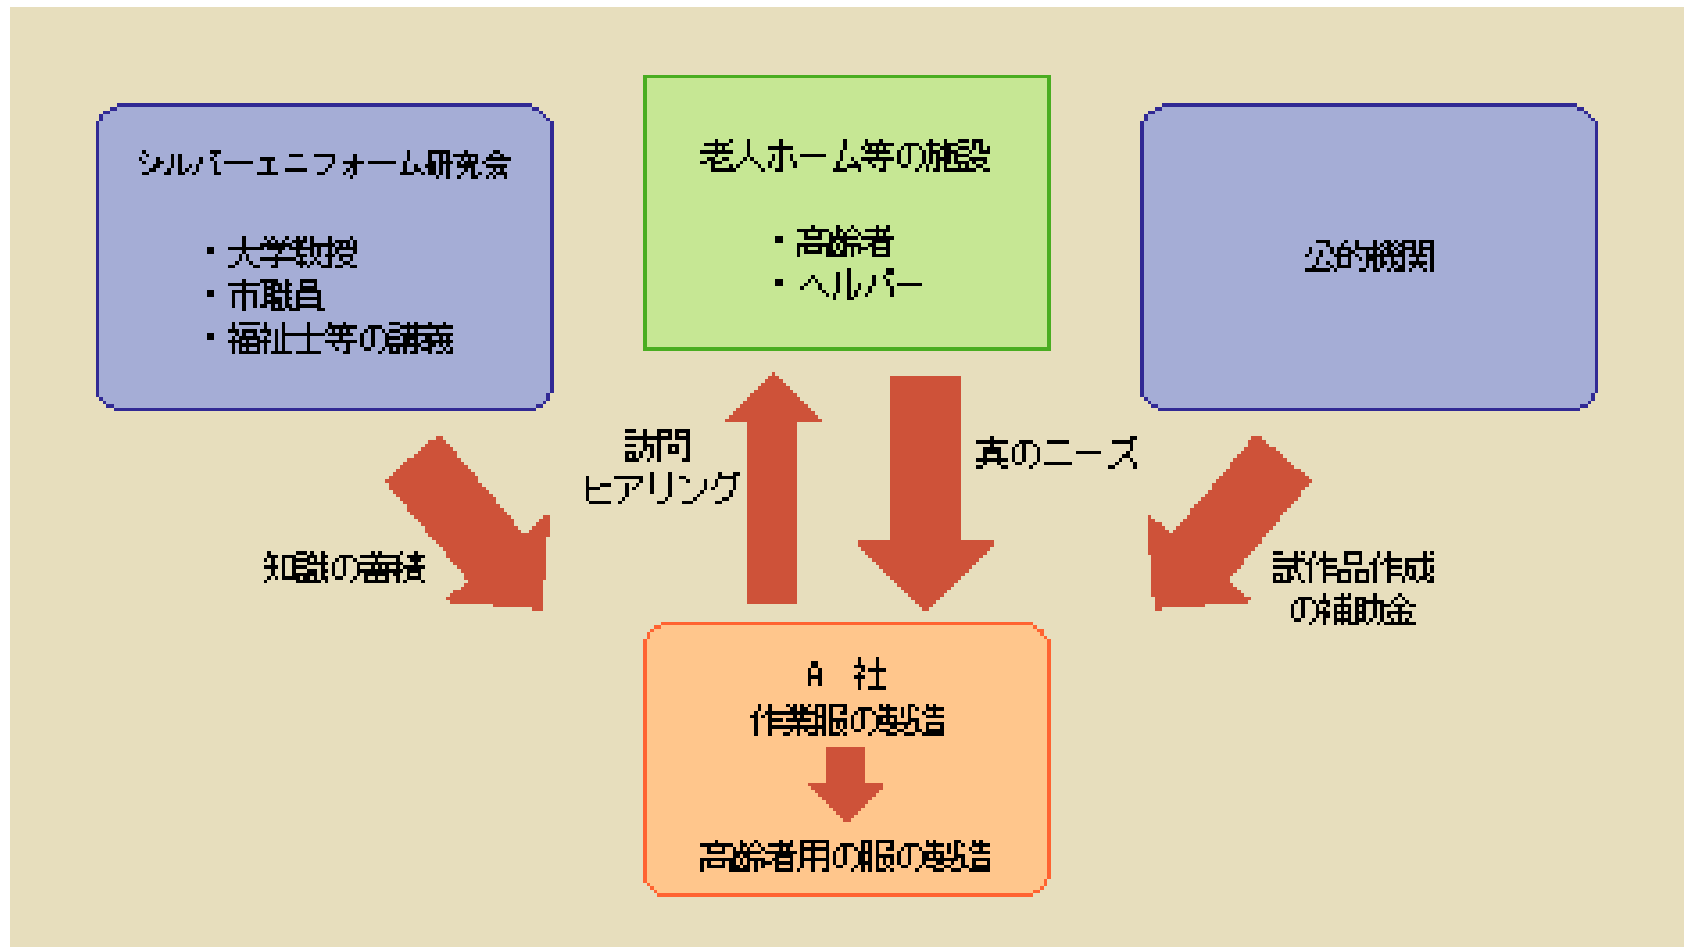 シルバーユニフォーム研究会
・大学教授
・市職員
・福祉士等の講義
老人ホーム等の施設
・高齢者
・ヘルパー
公的機関
訪問
ヒアリング
真のニーズ
知識の蓄積
試作品作成
の補助金
A 社
作業服の製造
高齢者用の服の製造